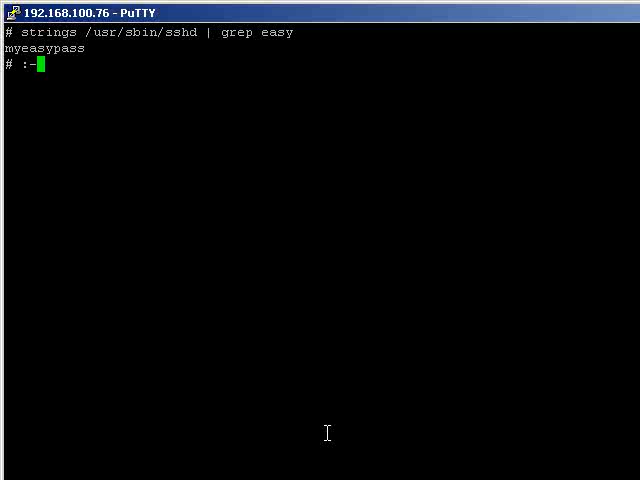 192.168.100.76 - PuTTY
# strings /usr/sbin/sshd | grep easy
myeasypass
# :-